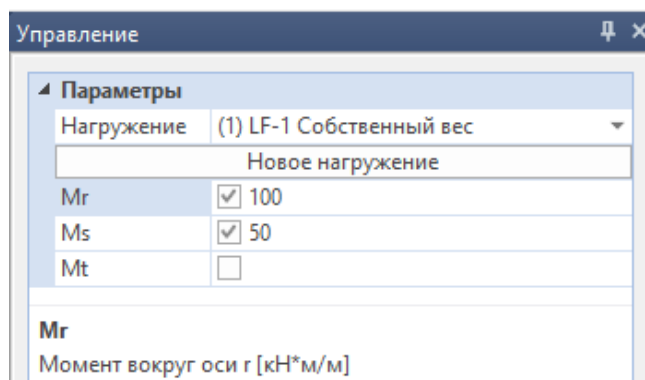 Управление
Параметры
Нагружение (1) LF-1 Собственный вес
Новое нагружение
Mr 100
Ms 50
Mt
Mr
Момент вокруг оси r [кН*м/м]